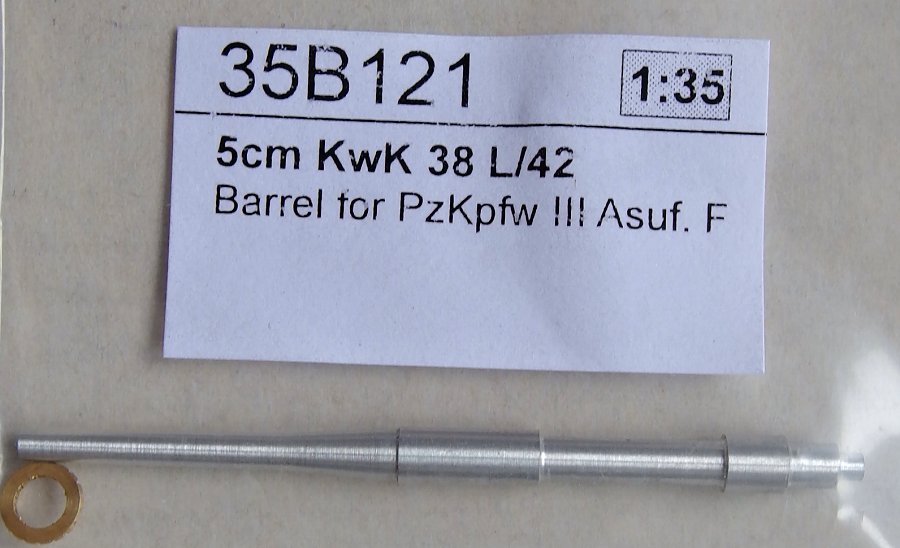 35B121
1:35
5cm KwK 38 L/42
Barrel for PzKpfw III Asuf. F